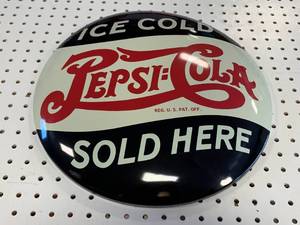 ICE COLD
PEPSI:COLA
REG. U.S. PAT. OFF.
SOLD HERE